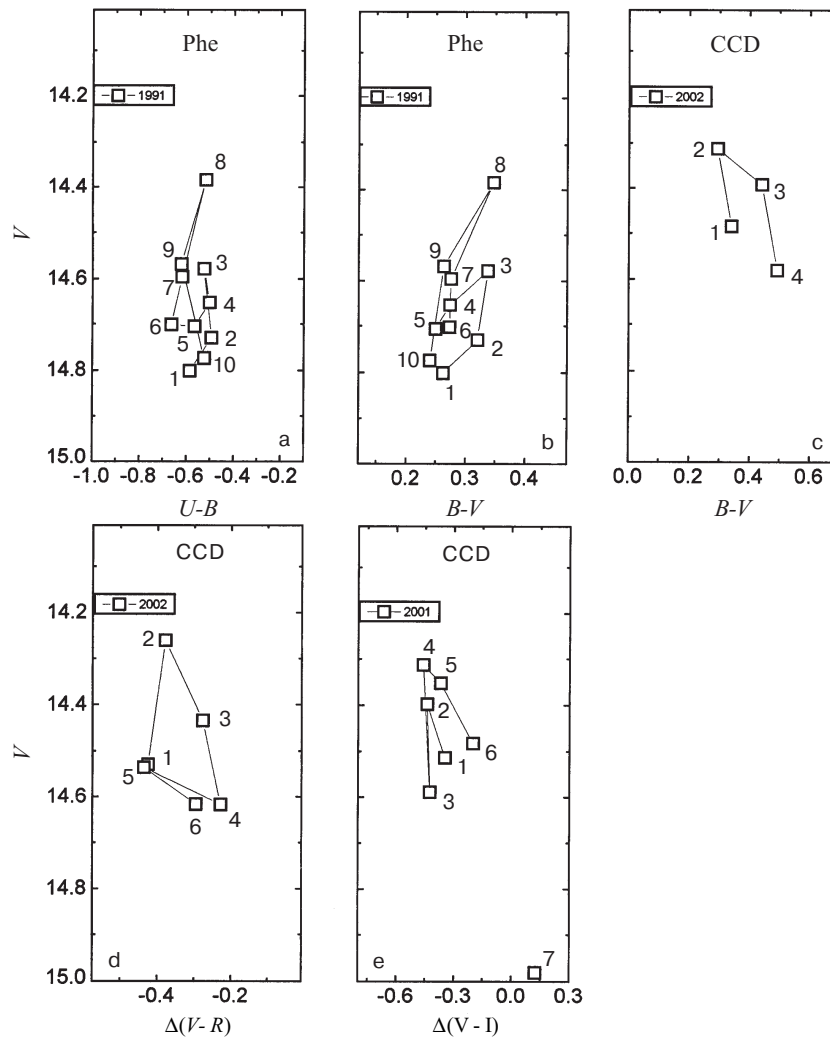 Phe
Phe
CCD
14.2
14.4
14.6
14.8
15.0
V
1991
8
9
3
7
4
6
5
2
1
10
a
-1.0 -0.8 -0.6 -0.4 -0.2
U-B
1991
8
9
3
7
4
5
6
2
10
1
b
0.2 0.4
B-V
2002
2
3
1
4
c
0.0 0.2 0.4 0.6
B-V
CCD
CCD
14.2
14.4
14.6
14.8
15.0
V
2002
2
3
1
5
6
4
d
-0.4 -0.2
Δ(V- R)
2001
4
5
2
6
1
3
7
e
-0.6 -0.3 0.0 0.3
Δ(V - I)